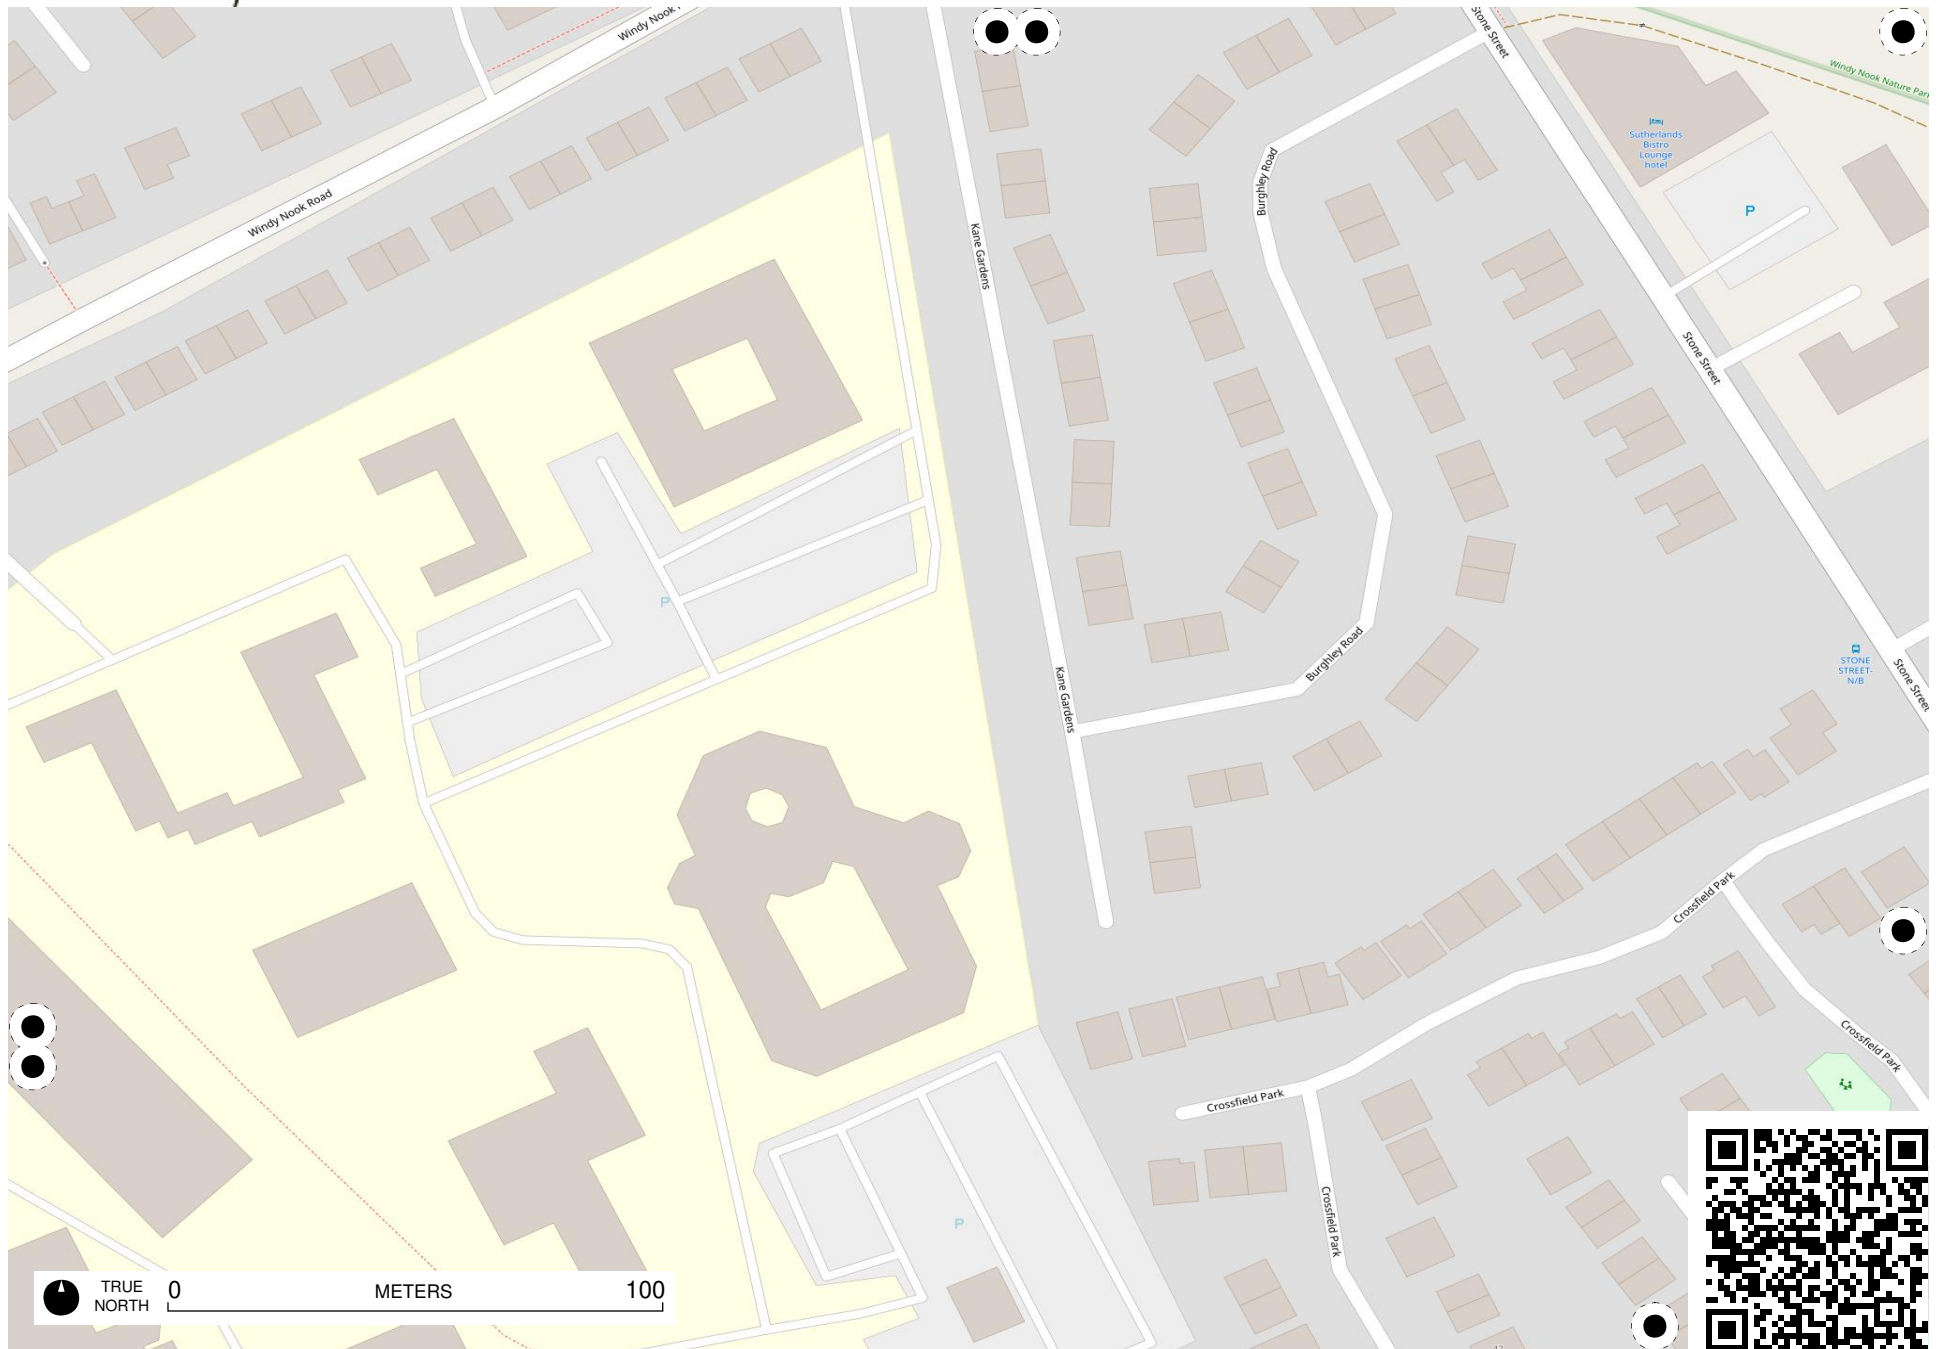 Windy Nook
Stone Street
Windy Nook Nature Par
Sutherlands
Bistro
Lounge
hotel
P
Windy Nook Road
Burghley Road
Kane Gardens
Stone Street
P
Burghley Road
STONE
STREET-
N/B
Kane Gardens
Stone Street
Crossfield Park
Crossfield Park
Crossfield Park
Crossfield Park
P
TRUE
NORTH
0 METERS 100